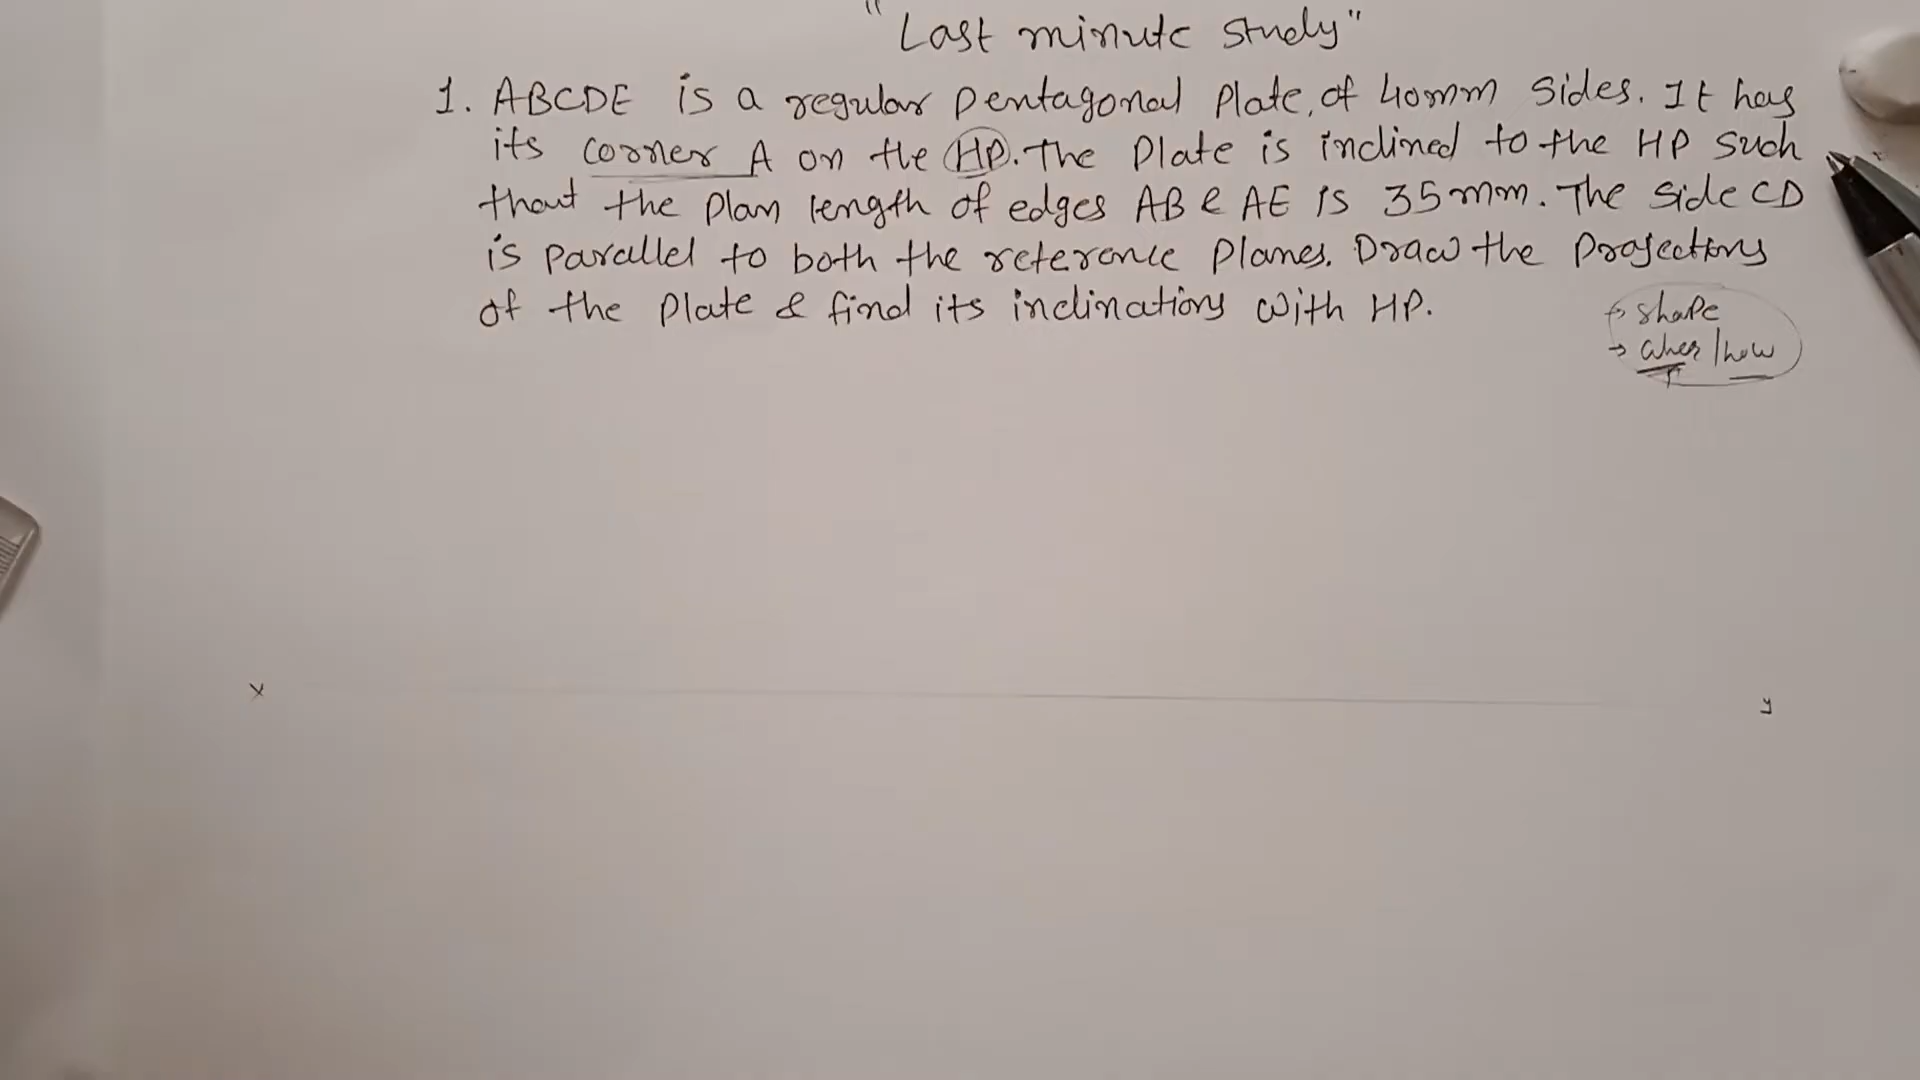 "Last minute study"
1. ABCDE is a regular pentagonal plate, of 40mm sides. It has
its corner A on the HP. The plate is inclined to the HP such
that the plan length of edges AB & AE is 35mm. The side CD
is parallel to both the reference planes. Draw the projections
of the plate & find its inclinations with HP.
→ shape
→ /how
x
y